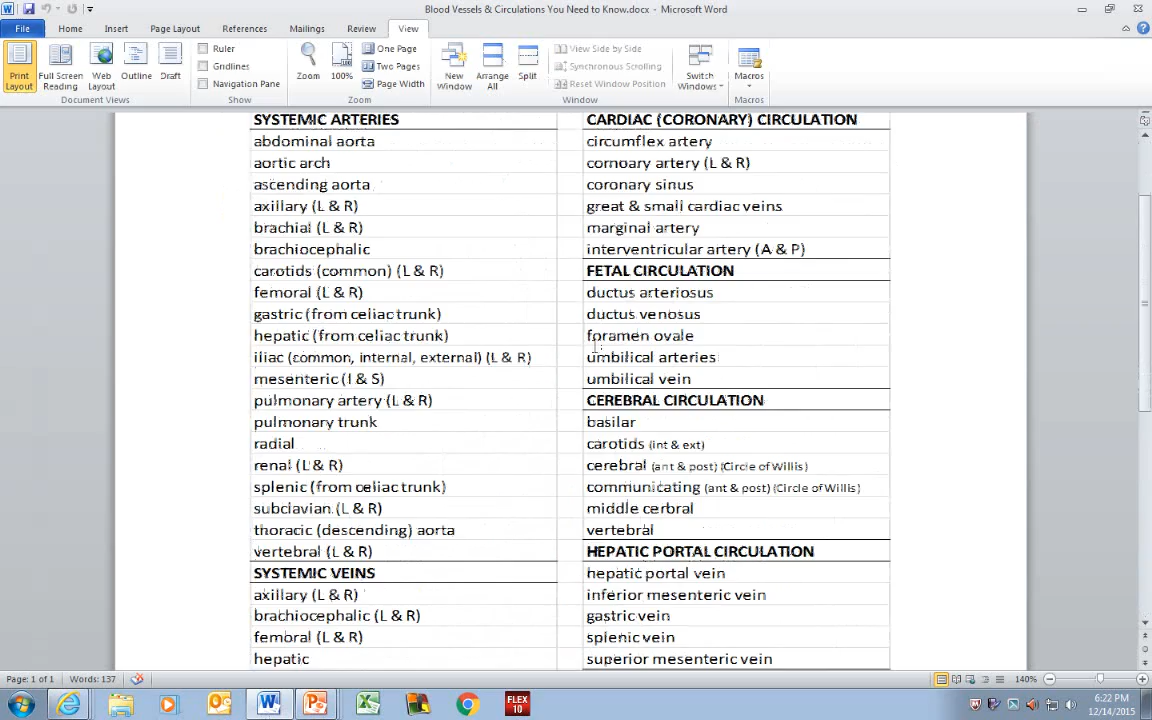 Blood Vessels & Circulations You Need to Know.docx - Microsoft Word
File Home Insert Page Layout References Mailings Review View
Ruler
Gridlines
Navigation Pane
Print Layout
Full Screen Reading
Web Layout
Outline
Draft
Zoom
100%
One Page
Two Pages
Page Width
New Window
Arrange All
Split
View Side by Side
Synchronous Scrolling
Reset Window Position
Switch Windows
Macros
Document Views
Show
Zoom
Window
Macros
SYSTEMIC ARTERIES
abdominal aorta
aortic arch
ascending aorta
axillary (L & R)
brachial (L & R)
brachiocephalic
carotids (common) (L & R)
femoral (L & R)
gastric (from celiac trunk)
hepatic (from celiac trunk)
iliac (common, internal, external) (L & R)
mesenteric (I & S)
pulmonary artery (L & R)
pulmonary trunk
radial
renal (L & R)
splenic (from celiac trunk)
subclavian (L & R)
thoracic (descending) aorta
vertebral (L & R)
SYSTEMIC VEINS
axillary (L & R)
brachiocephalic (L & R)
femoral (L & R)
hepatic
CARDIAC (CORONARY) CIRCULATION
circumflex artery
cornoary artery (L & R)
coronary sinus
great & small cardiac veins
marginal artery
interventricular artery (A & P)
FETAL CIRCULATION
ductus arteriosus
ductus venosus
foramen ovale
umbilical arteries
umbilical vein
CEREBRAL CIRCULATION
basilar
carotids (int & ext)
cerebral (ant & post) (Circle of Willis)
communicating (ant & post) (Circle of Willis)
middle cerbral
vertebral
HEPATIC PORTAL CIRCULATION
hepatic portal vein
inferior mesenteric vein
gastric vein
splenic vein
superior mesenteric vein
Page: 1 of 1 Words: 137
140%
FLEX 10
6:22 PM
12/14/2015